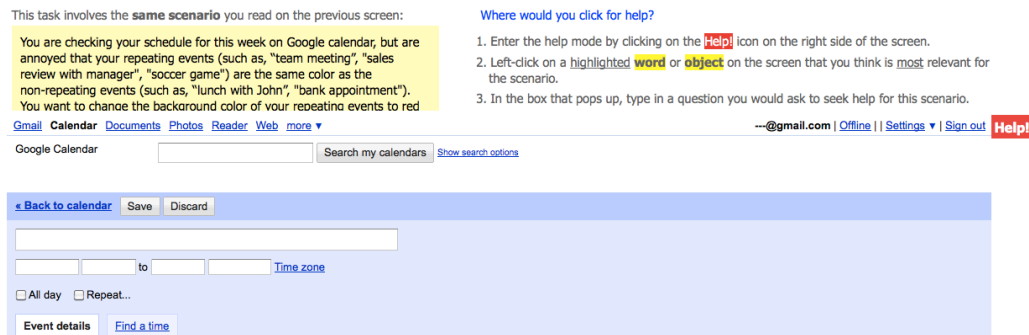 This task involves the same scenario you read on the previous screen:
You are checking your schedule for this week on Google calendar, but are
annoyed that your repeating events (such as, "team meeting", "sales
review with manager", "soccer game") are the same color as the
non-repeating events (such as, "lunch with John", "bank appointment").
You want to change the background color of your repeating events to red
Where would you click for help?
1. Enter the help mode by clicking on the Help! icon on the right side of the screen.
2. Left-click on a highlighted word or object on the screen that you think is most relevant for
the scenario.
3. In the box that pops up, type in a question you would ask to seek help for this scenario.
Gmail Calendar Documents Photos Reader Web more ▼
---@gmail.com | Offline | | Settings ▼ | Sign out
Help!
Google Calendar
Search my calendars
Show search options
« Back to calendar
Save
Discard
to
Time zone
All day
Repeat...
Event details
Find a time